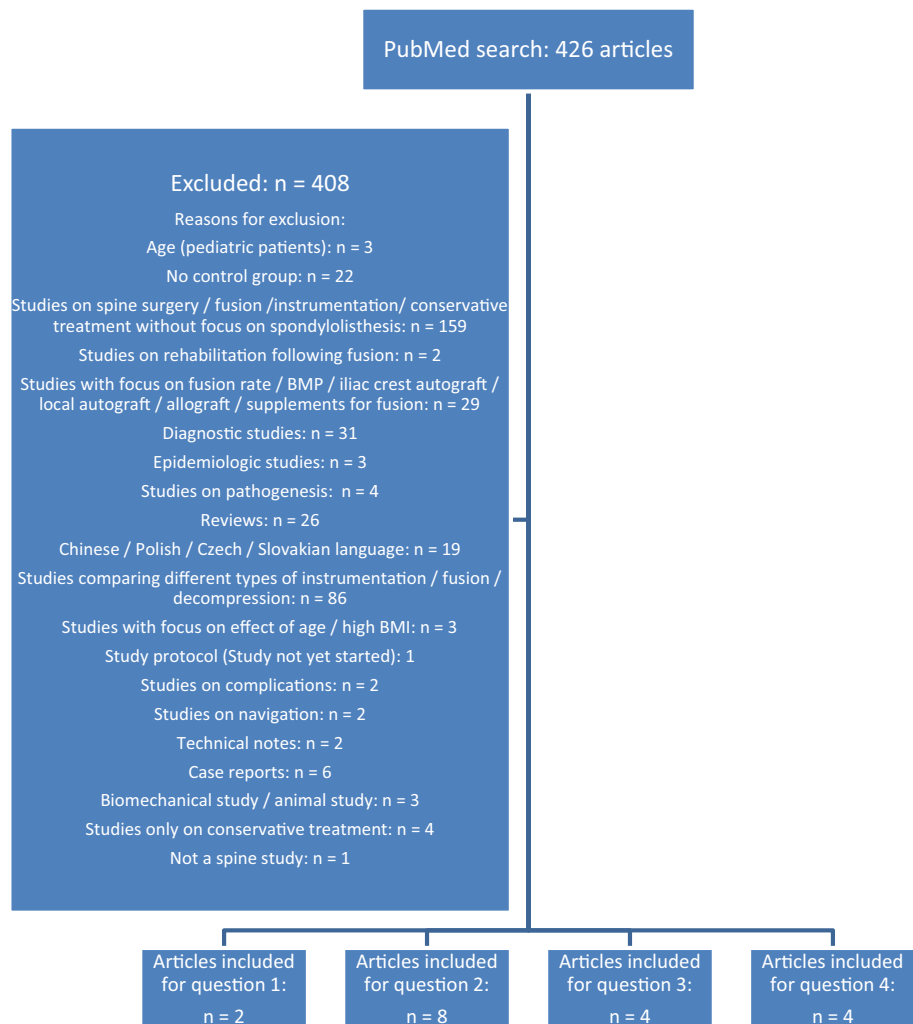 PubMed search: 426 articles
Excluded: n = 408
Reasons for exclusion:
Age (pediatric patients): n = 3
No control group: n = 22
Studies on spine surgery / fusion /instrumentation/ conservative
treatment without focus on spondylolisthesis: n = 159
Studies on rehabilitation following fusion: n = 2
Studies with focus on fusion rate / BMP / iliac crest autograft /
local autograft / allograft / supplements for fusion: n = 29
Diagnostic studies: n = 31
Epidemiologic studies: n = 3
Studies on pathogenesis: n = 4
Reviews: n = 26
Chinese / Polish / Czech / Slovakian language: n = 19
Studies comparing different types of instrumentation / fusion /
decompression: n = 86
Studies with focus on effect of age / high BMI: n = 3
Study protocol (Study not yet started): 1
Studies on complications: n = 2
Studies on navigation: n = 2
Technical notes: n = 2
Case reports: n = 6
Biomechanical study / animal study: n = 3
Studies only on conservative treatment: n = 4
Not a spine study: n = 1
Articles included
for question 1:
n = 2
Articles included
for question 2:
n = 8
Articles included
for question 3:
n = 4
Articles included
for question 4:
n = 4